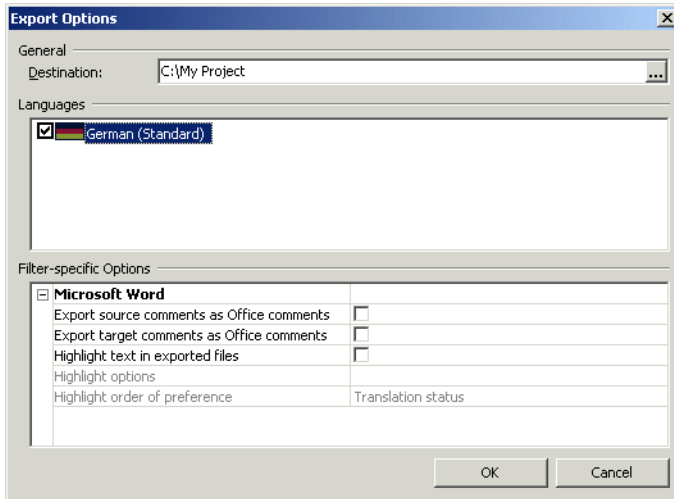 Export Options
General
Destination: C:\My Project ...
Languages
German (Standard)
Filter-specific Options
Microsoft Word
Export source comments as Office comments
Export target comments as Office comments
Highlight text in exported files
Highlight options
Highlight order of preference Translation status
OK Cancel